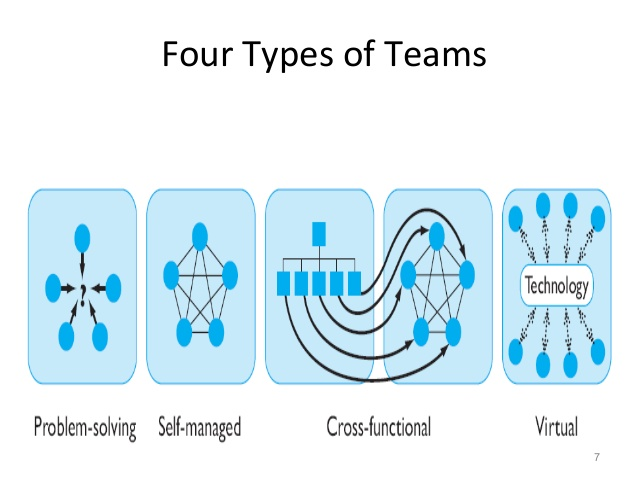 Four Types of Teams
?
Technology
Problem-solving Self-managed Cross-functional Virtual
7